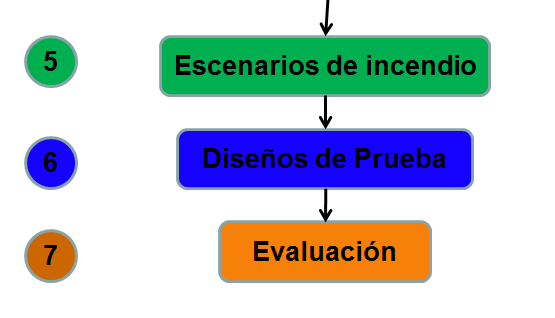 5
Escenarios de incendio
6
Diseños de Prueba
7
Evaluación